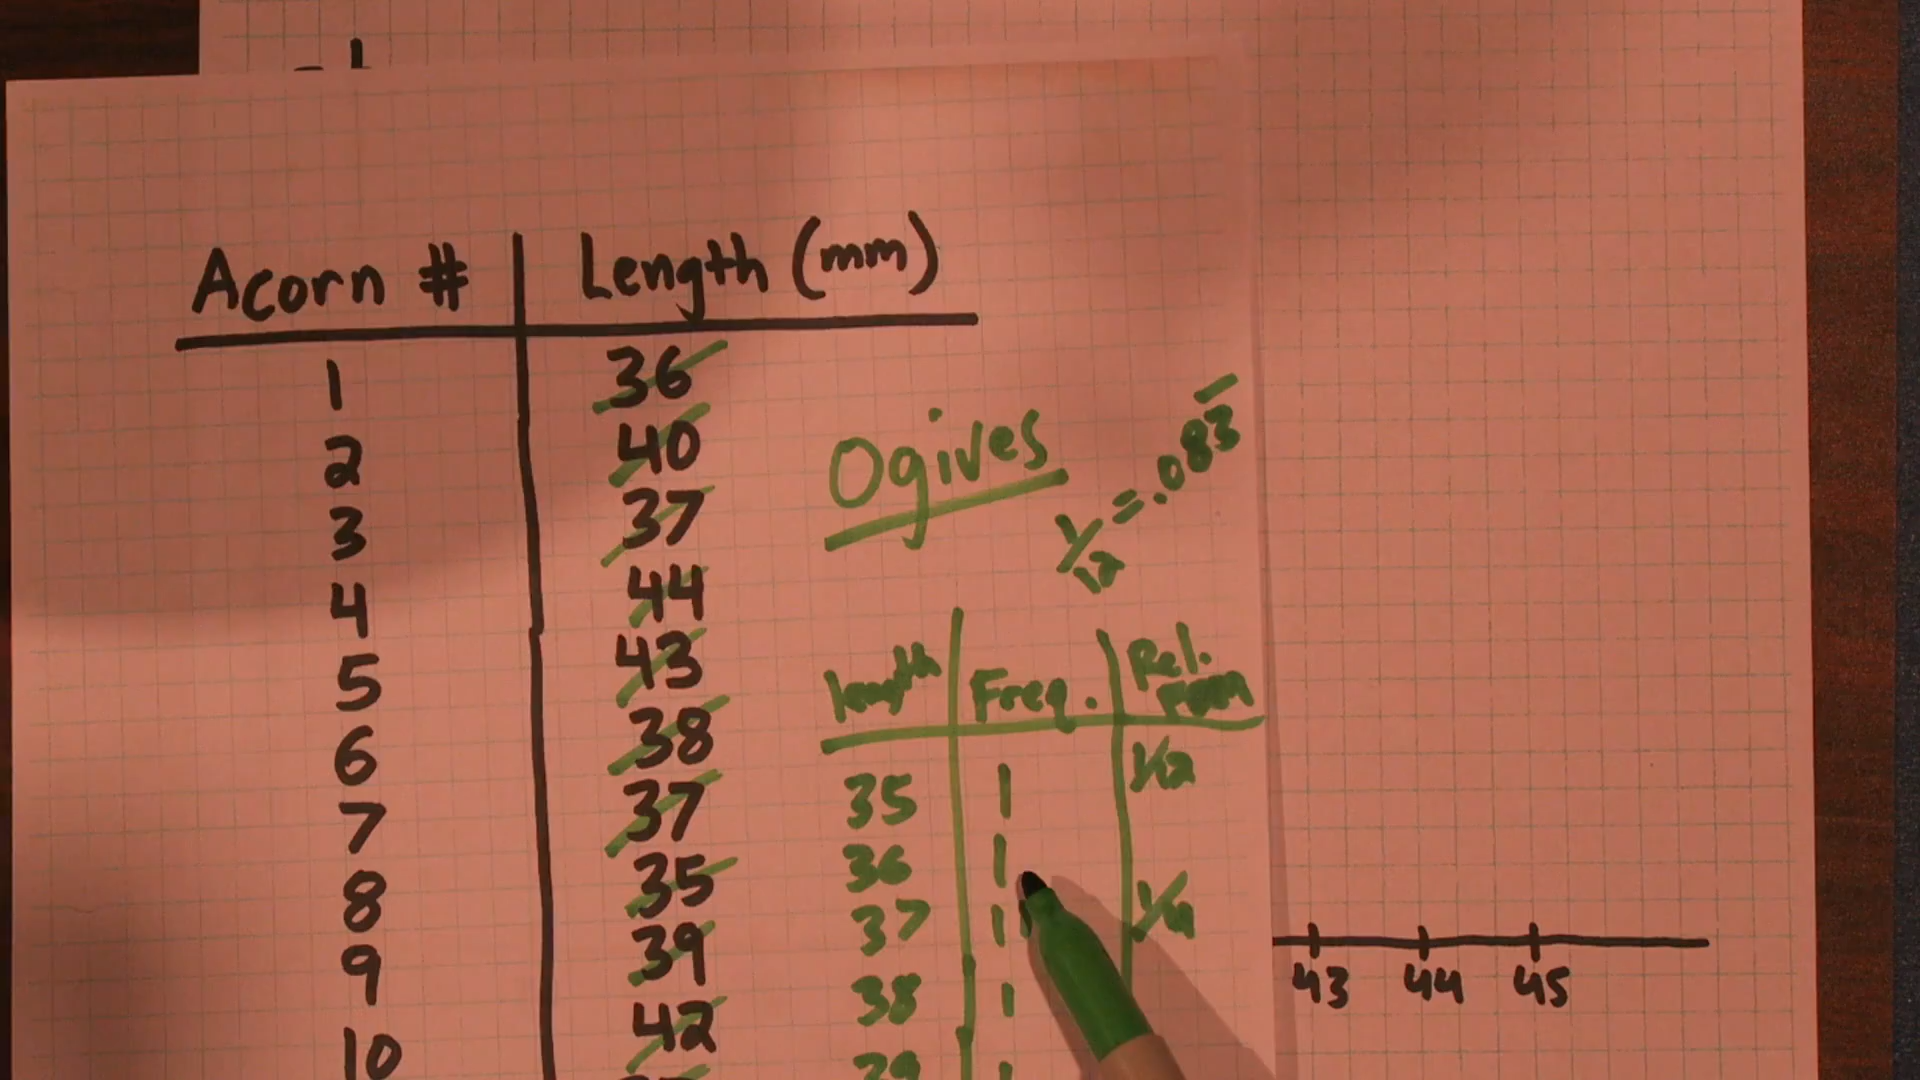 Acorn # Length (mm)
1 36
2 40
3 37
4 44
5 43
6 38
7 37
8 35
9 39
10 42
Ogives
1/12 = .083̅
length Freq. Rel.
35 1 1/12
36 1
37
38 1
39 1
43 44 45